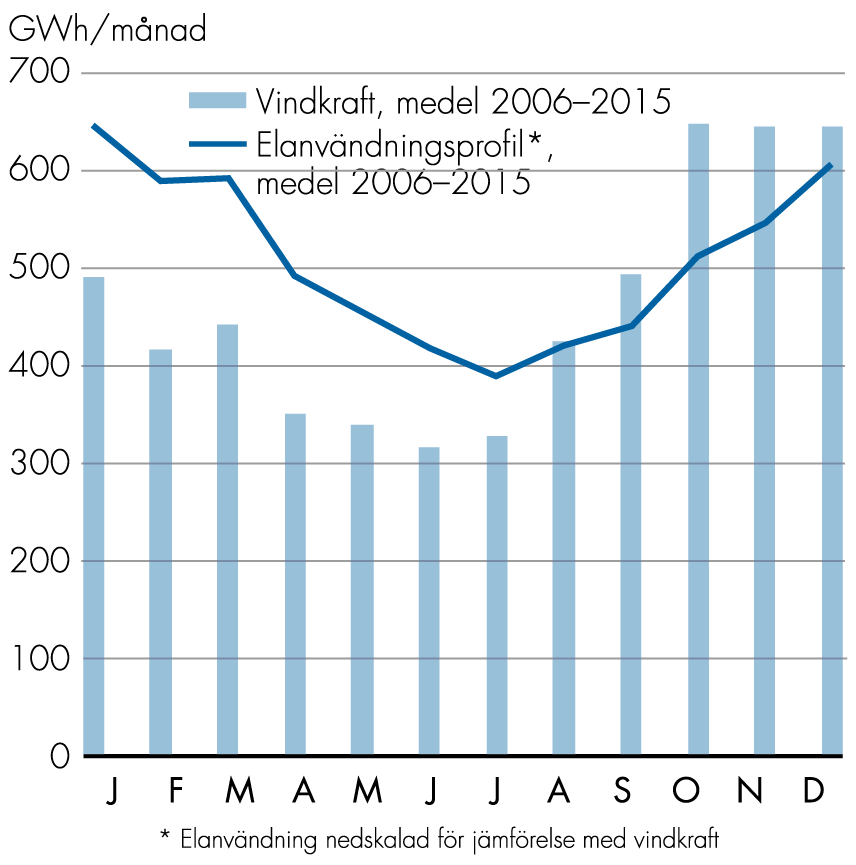 GWh/månad
700
Vindkraft, medel 2006–2015
Elanvändningsprofil*,
600
medel 2006–2015
500
400
300
200
100
0
J F M A M J J A S O N D
* Elanvändning nedskalad för jämförelse med vindkraft